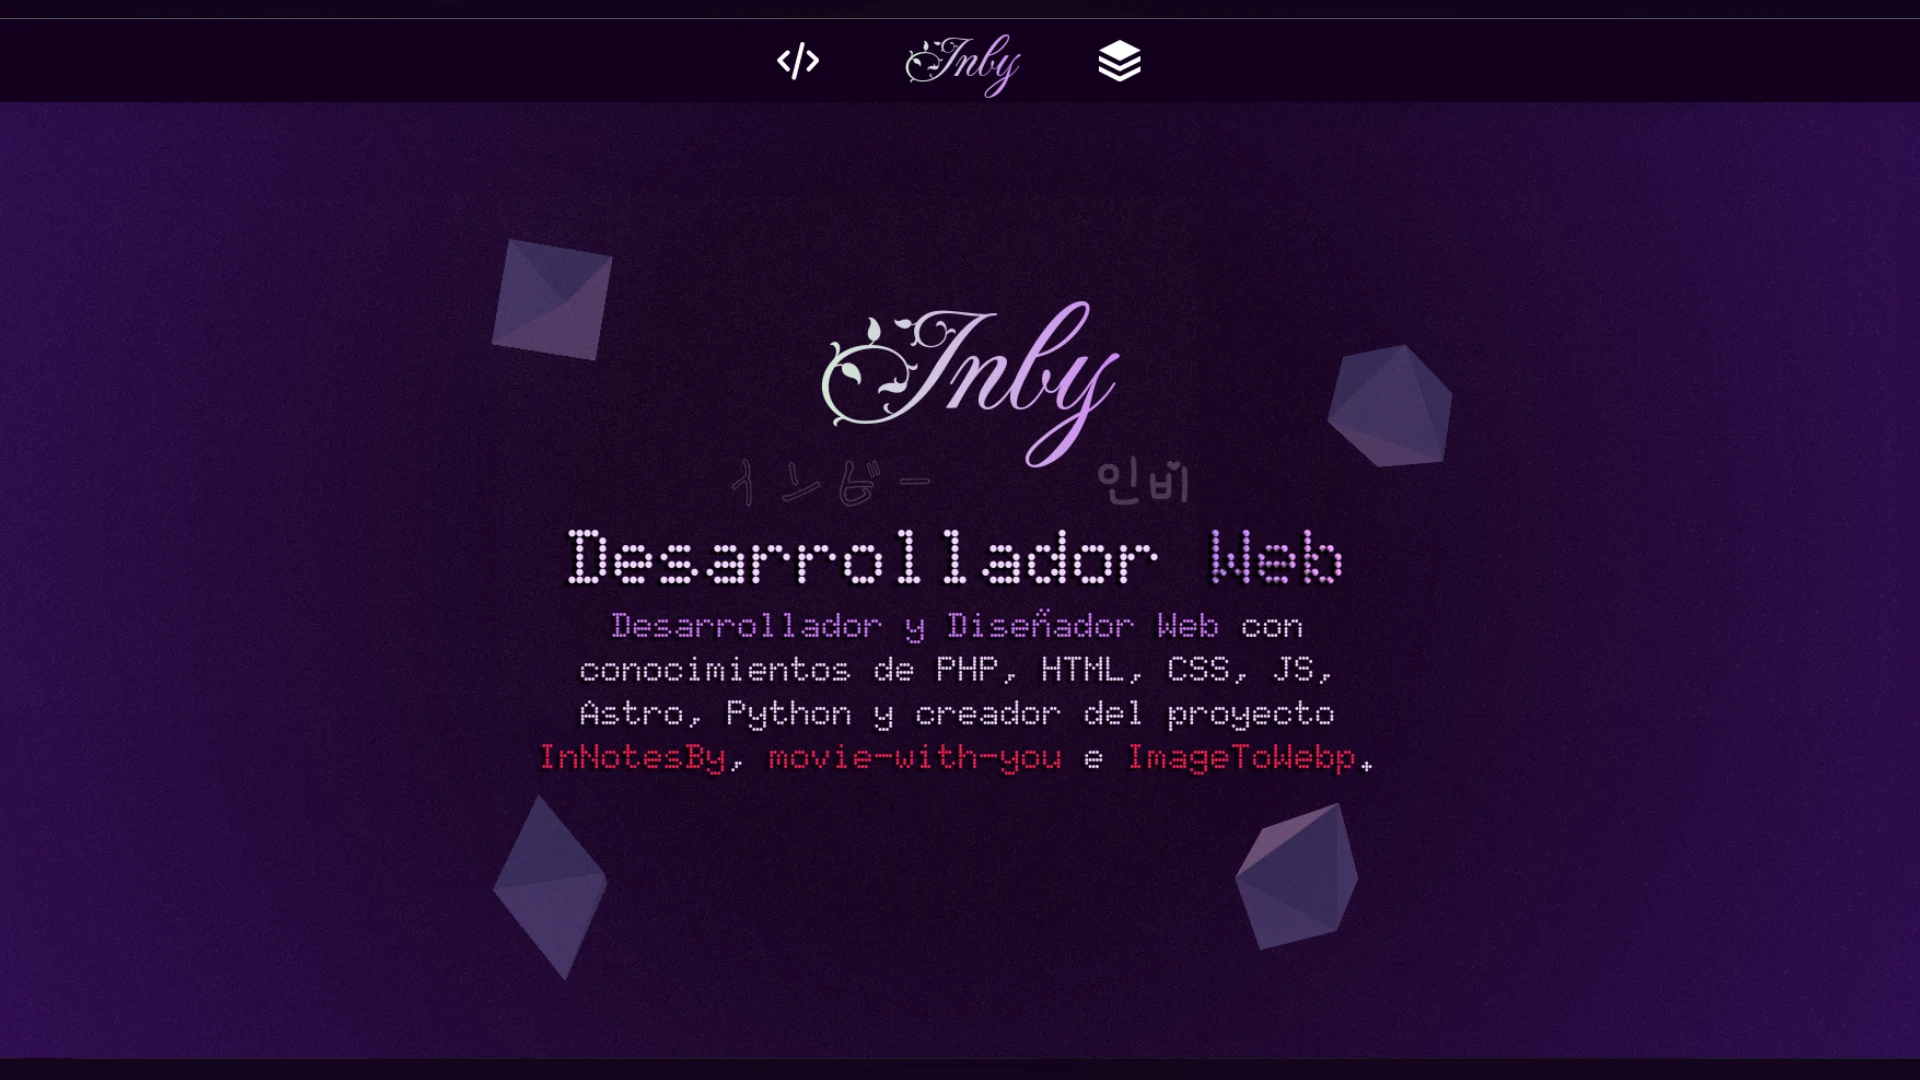 Inby
Inby
インビー 인비
Desarrollador Web
Desarrollador y Diseñador Web con
conocimientos de PHP, HTML, CSS, JS,
Astro, Python y creador del proyecto
InNotesBy, movie-with-you e ImageToWebp.